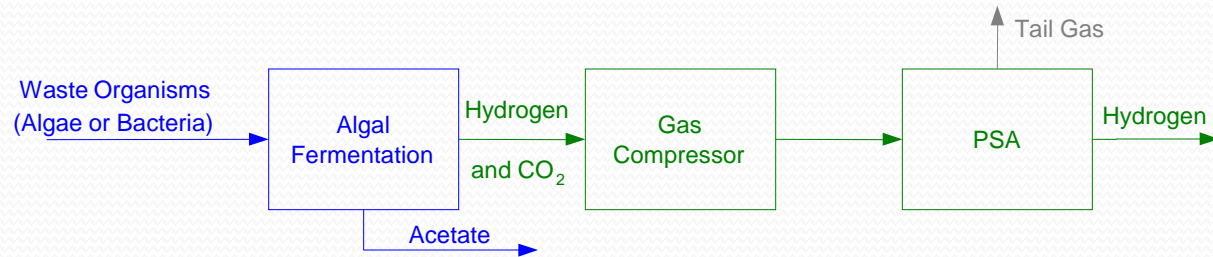 Tail Gas
Waste Organisms
(Algae or Bacteria)
Algal
Fermentation
Hydrogen
and CO₂
Gas
Compressor
PSA
Hydrogen
Acetate